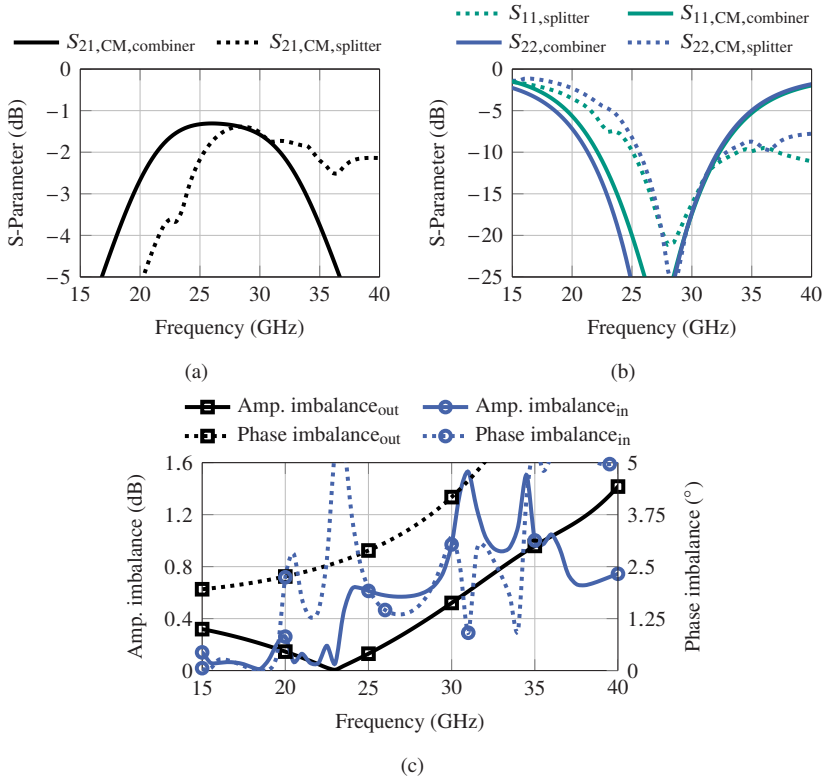 S21,CM,combiner S21,CM,splitter
0
−1
−2
−3
−4
−5
15 20 25 30 35 40
S-Parameter (dB)
Frequency (GHz)
(a)
S11,splitter S11,CM,combiner
S22,combiner S22,CM,splitter
0
−5
−10
−15
−20
−25
15 20 25 30 35 40
S-Parameter (dB)
Frequency (GHz)
(b)
Amp. imbalanceout Amp. imbalancein
Phase imbalanceout Phase imbalancein
1.6 5
1.2 3.75
0.8 2.5
0.4 1.25
0 0
15 20 25 30 35 40
Amp. imbalance (dB)
Phase imbalance (°)
Frequency (GHz)
(c)